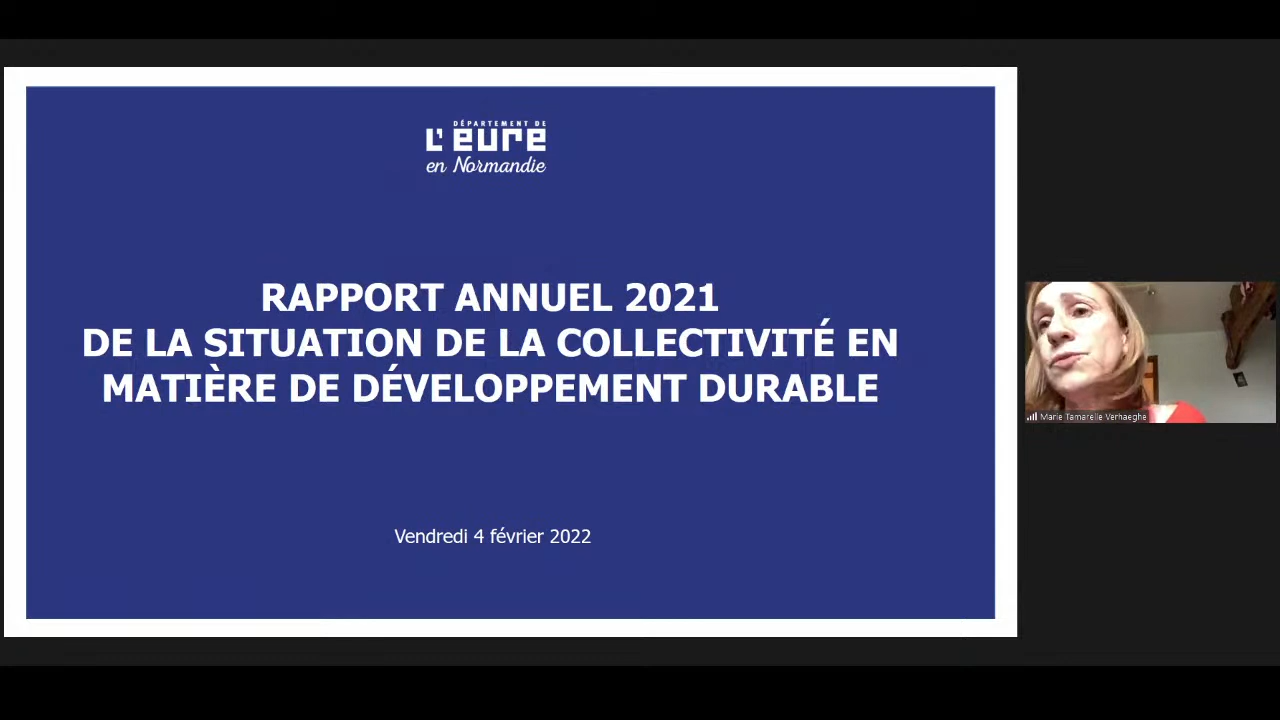 DÉPARTEMENT DE
L'eure
en Normandie
RAPPORT ANNUEL 2021
DE LA SITUATION DE LA COLLECTIVITÉ EN
MATIÈRE DE DÉVELOPPEMENT DURABLE
Vendredi 4 février 2022
Marie Tamarelle Verhaeghe